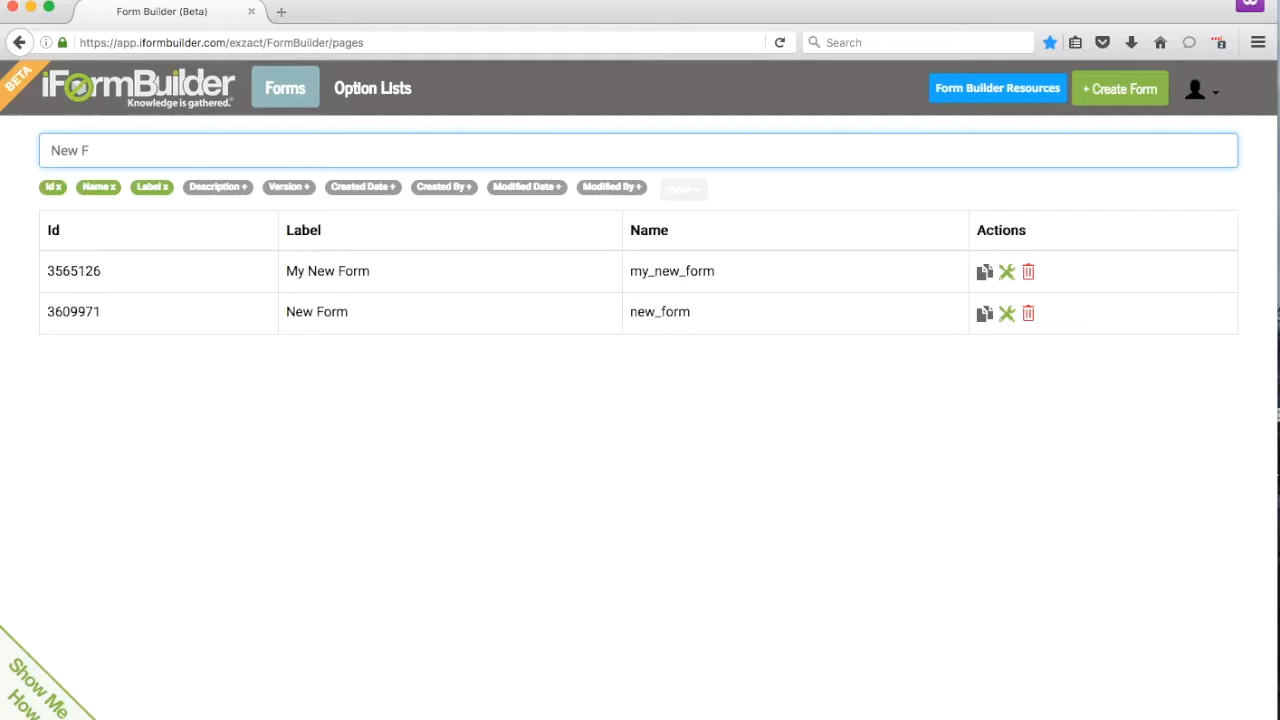 Form Builder (Beta)
https://app.iformbuilder.com/exzact/FormBuilder/pages
Search
BETA
iFormBuilder
Knowledge is gathered.
Forms
Option Lists
Form Builder Resources
+ Create Form
New F
Id x Name x Label x Description + Version + Created Date + Created By + Modified Date + Modified By +
Id Label Name Actions
3565126 My New Form my_new_form
3609971 New Form new_form
Show Me
How